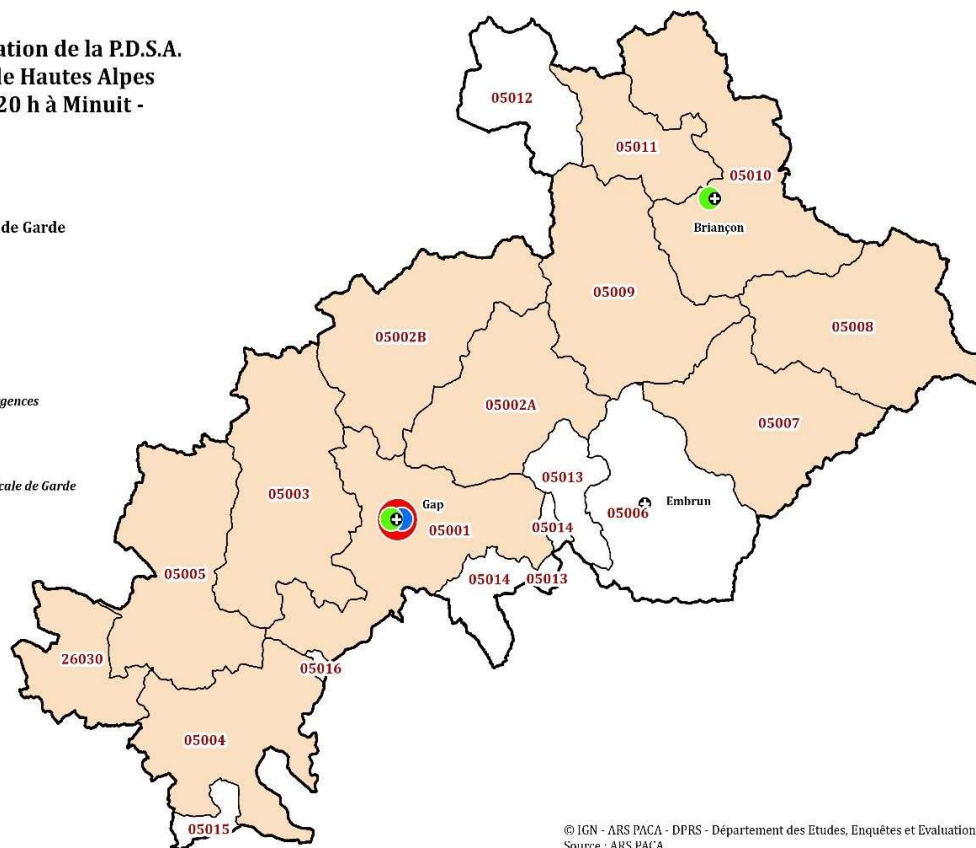 ation de la P.D.S.A.
le Hautes Alpes
20 h à Minuit -
de Garde
gences
cale de Garde
05012
05011
05010
Briançon
05009
05008
05002B
05002A
05007
05003
05013
05006
Embrun
Gap
05001
05014
05005
05014
05013
26030
05016
05004
05015
© IGN - ARS PACA - DPRS - Département des Etudes, Enquêtes et Evaluation
Source : ARS PACA